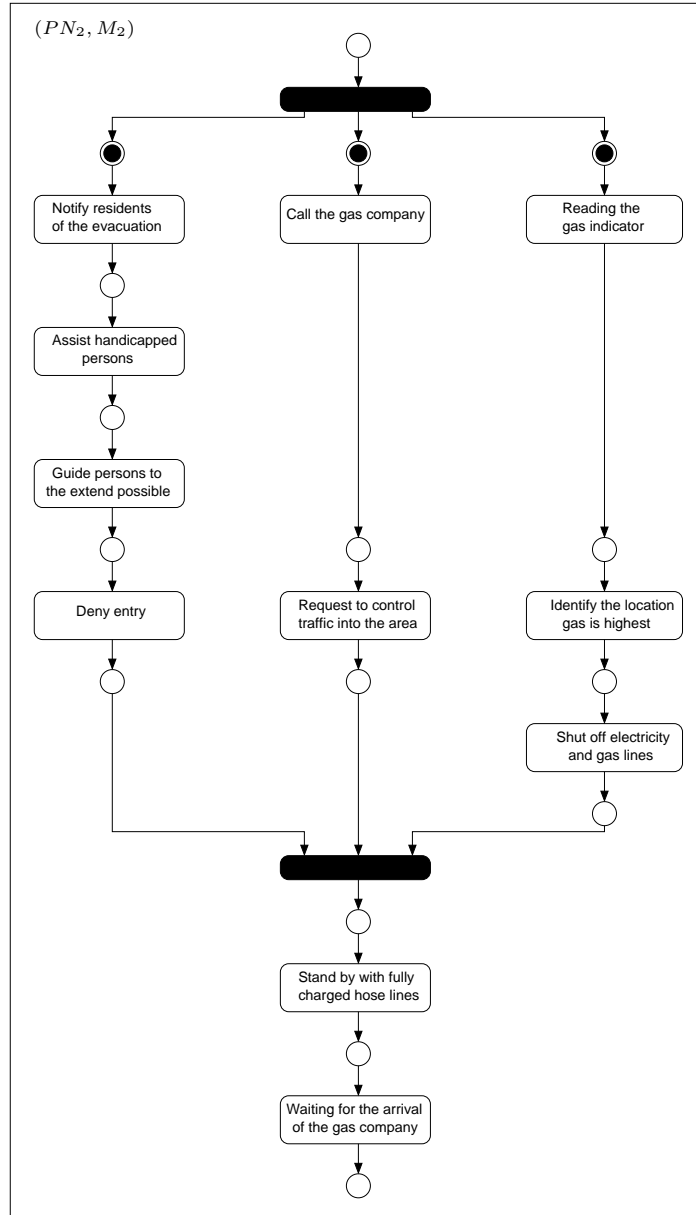 (PN₂, M₂)
Notify residents
of the evacuation
Call the gas company
Reading the
gas indicator
Assist handicapped
persons
Guide persons to
the extend possible
Deny entry
Request to control
traffic into the area
Identify the location
gas is highest
Shut off electricity
and gas lines
Stand by with fully
charged hose lines
Waiting for the arrival
of the gas company